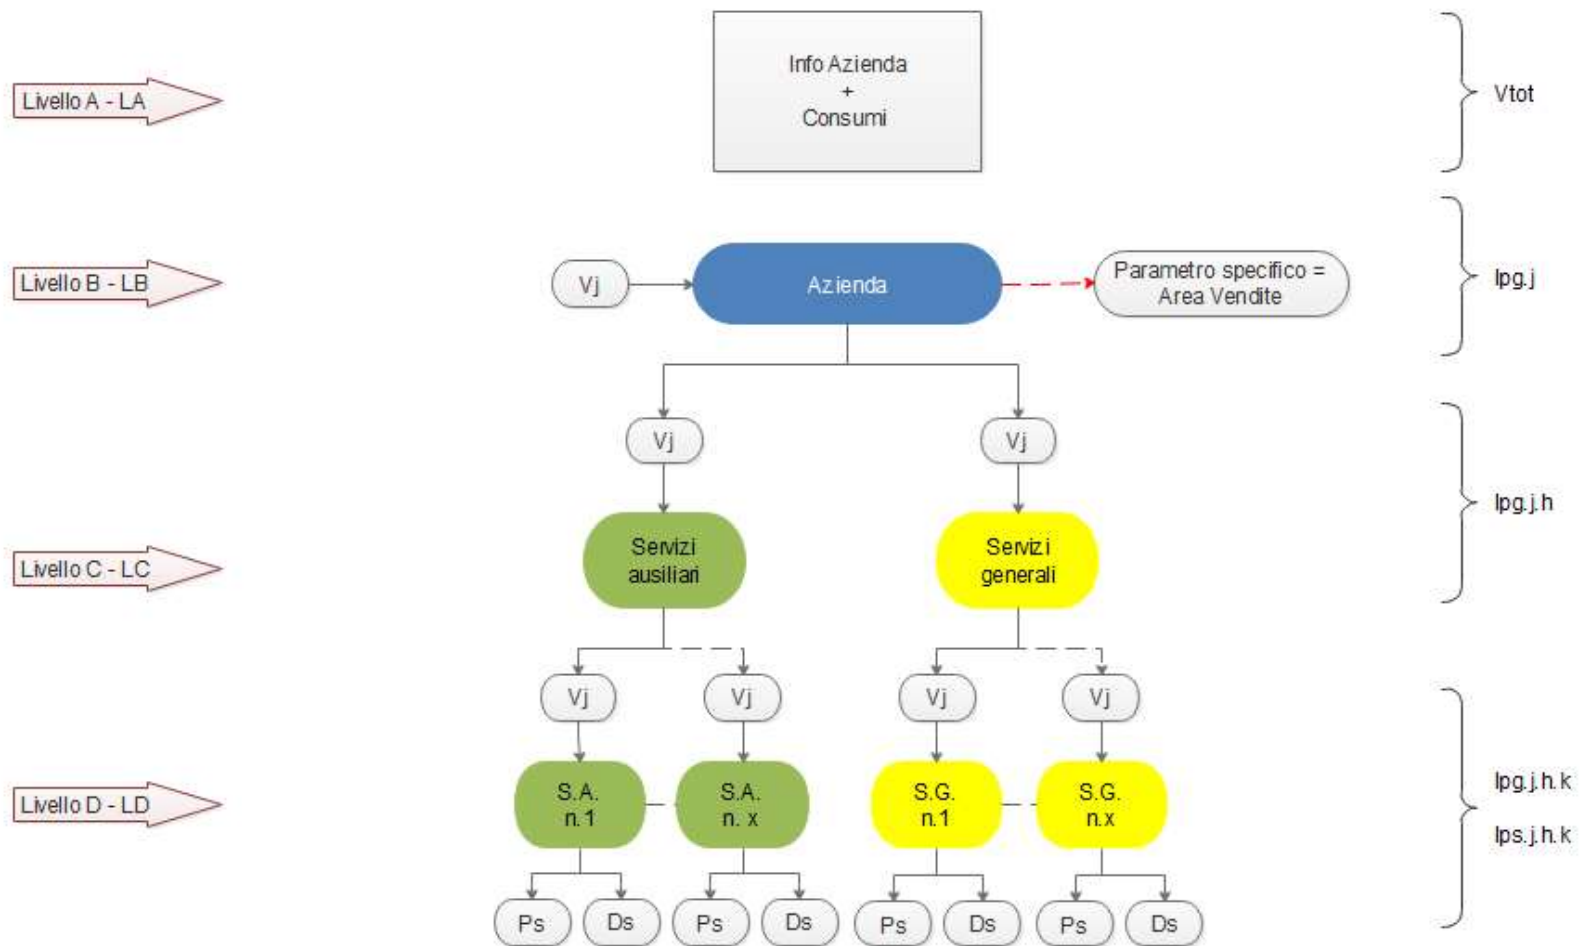 Livello A - LA
Info Azienda
+
Consumi
Vtot
Livello B - LB
Vj
Azienda
Parametro specifico =
Area Vendite
Ipg.j
Vj
Vj
Livello C - LC
Servizi
ausiliari
Servizi
generali
Ipg.j.h
Vj
Vj
Vj
Vj
Livello D - LD
S.A.
n.1
S.A.
n. x
S.G.
n.1
S.G.
n.x
Ipg.j.h.k
Ips.j.h.k
Ps
Ds
Ps
Ds
Ps
Ds
Ps
Ds